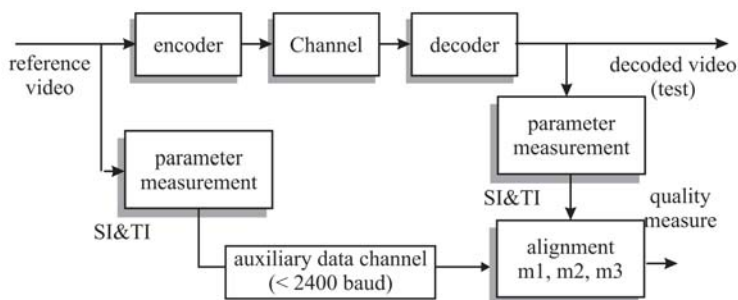 encoder
Channel
decoder
reference
video
decoded video
(test)
parameter
measurement
parameter
measurement
SI&TI
SI&TI
quality
measure
auxiliary data channel
(< 2400 baud)
alignment
m1, m2, m3